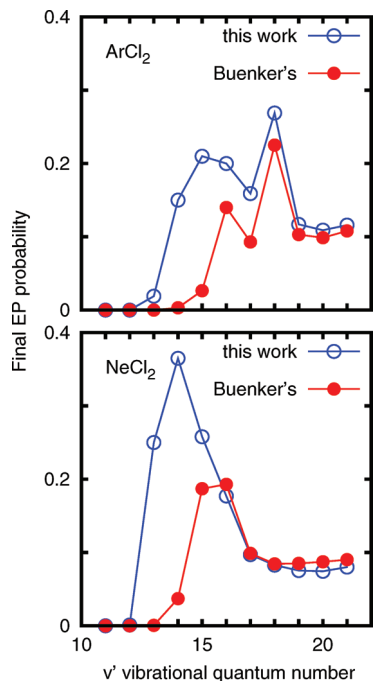 0.4
ArCl2
this work
Buenker's
0.2
0
Final EP probability
0.4
NeCl2
this work
Buenker's
0.2
0
10 15 20
v' vibrational quantum number